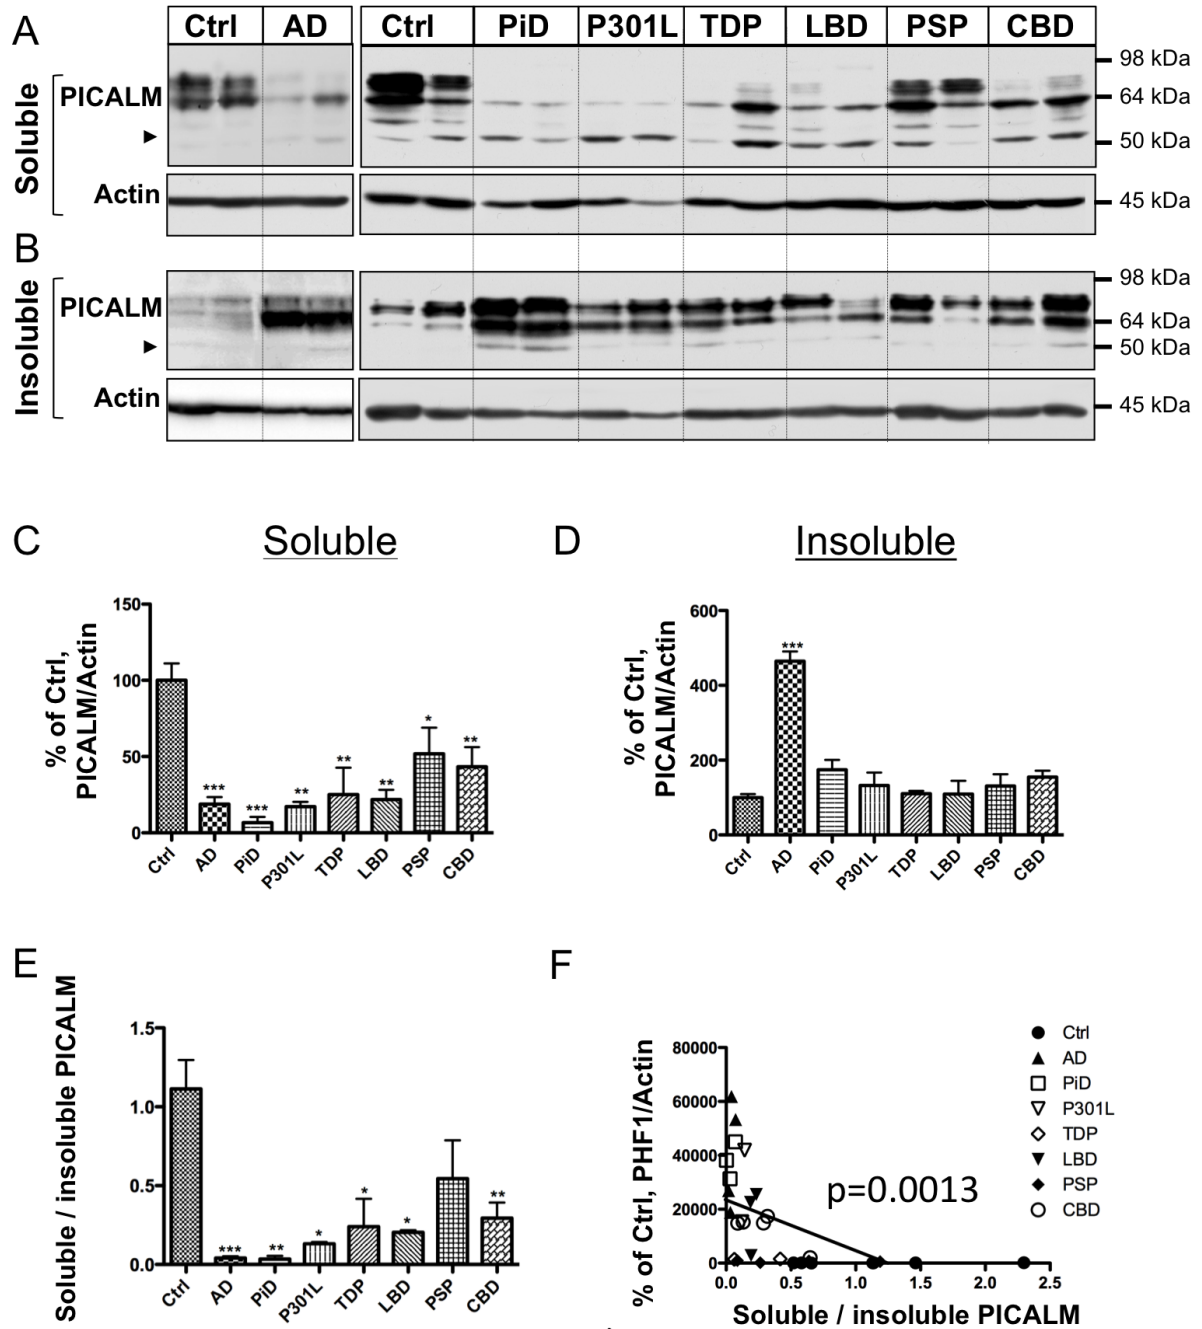 A
Ctrl AD Ctrl PiD P301L TDP LBD PSP CBD
Soluble
PICALM
Actin
98 kDa
64 kDa
50 kDa
45 kDa
B
Insoluble
PICALM
Actin
98 kDa
64 kDa
50 kDa
45 kDa
C
Soluble
% of Ctrl,
PICALM/Actin
150
100
50
0
*** *** ** ** ** * **
Ctrl AD PiD P301L TDP LBD PSP CBD
D
Insoluble
% of Ctrl,
PICALM/Actin
600
400
200
0
***
Ctrl AD PiD P301L TDP LBD PSP CBD
E
Soluble / insoluble PICALM
1.5
1.0
0.5
0.0
*** ** * * * **
Ctrl AD PiD P301L TDP LBD PSP CBD
F
% of Ctrl, PHF1/Actin
80000
60000
40000
20000
0
p=0.0013
Ctrl
AD
PiD
P301L
TDP
LBD
PSP
CBD
0.0 0.5 1.0 1.5 2.0 2.5
Soluble / insoluble PICALM